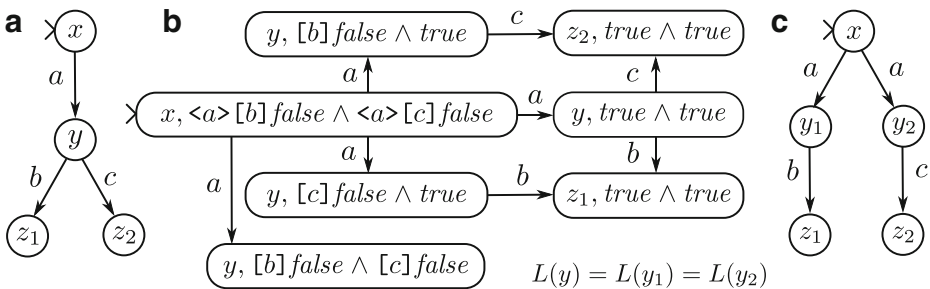 a
x
a
y
b
c
z₁
z₂
b
y, [b]false ∧ true
c
z₂, true ∧ true
a
c
x, <a>[b]false ∧ <a>[c]false
a
y, true ∧ true
a
a
b
y, [c]false ∧ true
b
z₁, true ∧ true
y, [b]false ∧ [c]false
L(y) = L(y₁) = L(y₂)
c
x
a
a
y₁
y₂
b
c
z₁
z₂